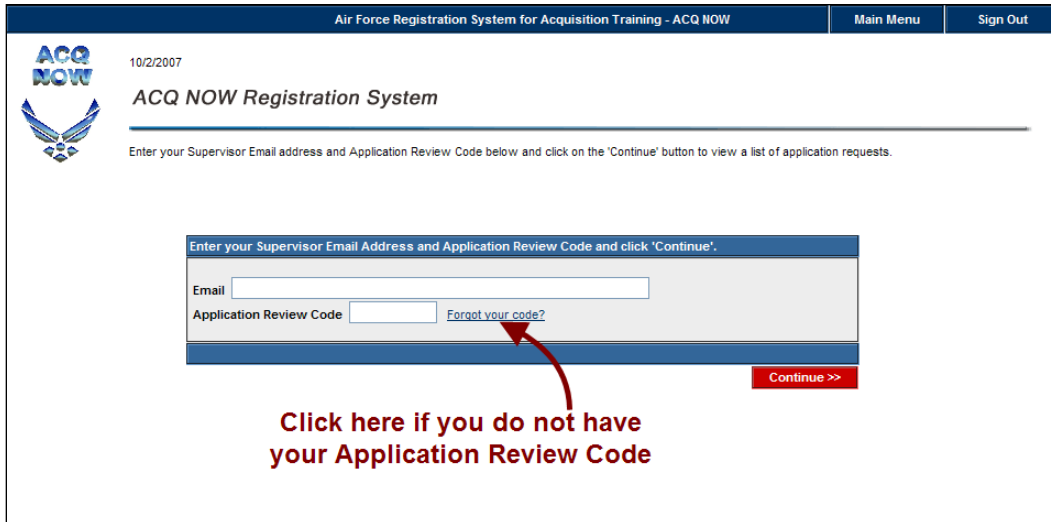 Air Force Registration System for Acquisition Training - ACQ NOW Main Menu Sign Out
ACQ
NOW
10/2/2007
ACQ NOW Registration System
Enter your Supervisor Email address and Application Review Code below and click on the 'Continue' button to view a list of application requests.
Enter your Supervisor Email Address and Application Review Code and click 'Continue'.
Email
Application Review Code Forgot your code?
Continue >>
Click here if you do not have
your Application Review Code